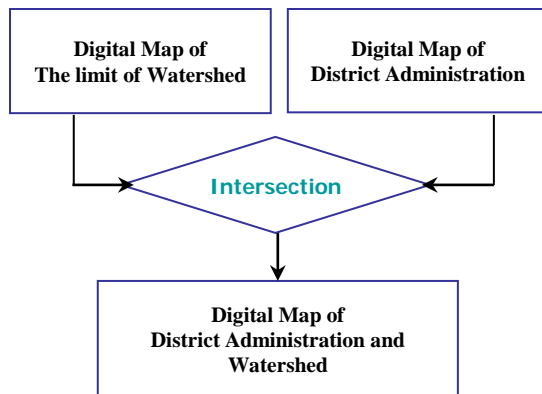 Digital Map of
The limit of Watershed
Digital Map of
District Administration
Intersection
Digital Map of
District Administration and
Watershed